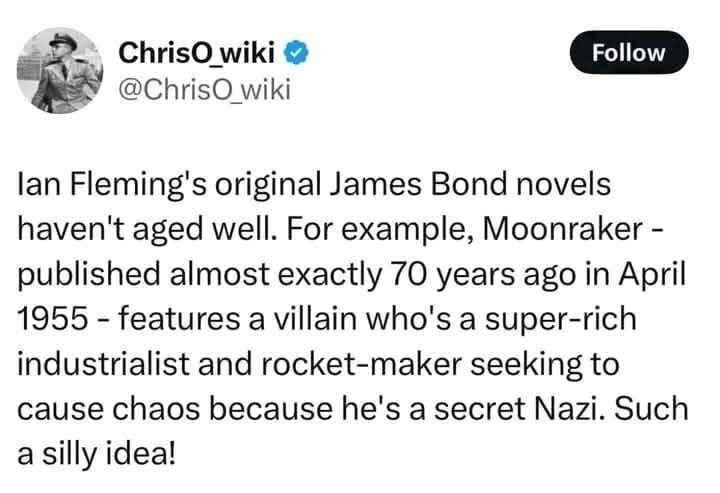 ChrisO_wiki
Follow
@ChrisO_wiki
Ian Fleming's original James Bond novels
haven't aged well. For example, Moonraker -
published almost exactly 70 years ago in April
1955 - features a villain who's a super-rich
industrialist and rocket-maker seeking to
cause chaos because he's a secret Nazi. Such
a silly idea!